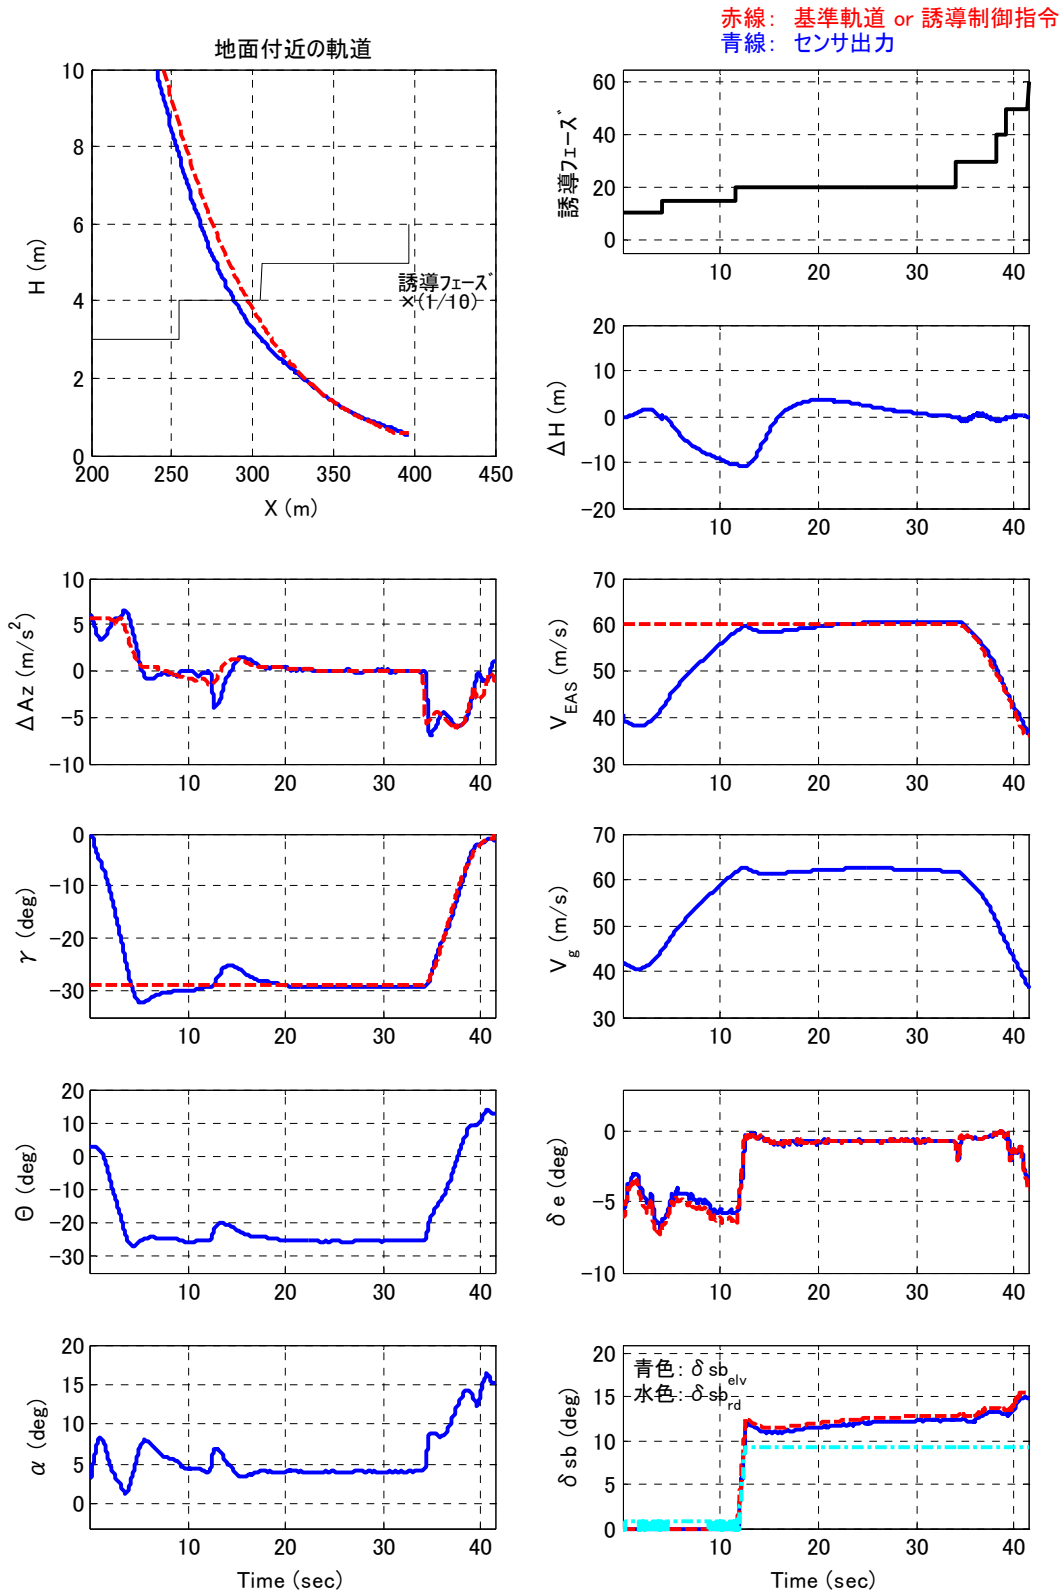 赤線： 基準軌道 or 誘導制御指令
青線： センサ出力
地面付近の軌道
10
8
6
4
2
0
H (m)
200 250 300 350 400 450
X (m)
誘導フェーズ
×(1/10)
60
40
20
0
誘導フェーズ
10 20 30 40
20
10
0
−10
−20
ΔH (m)
10 20 30 40
10
5
0
−5
−10
ΔAz (m/s²)
10 20 30 40
70
60
50
40
30
V_EAS (m/s)
10 20 30 40
0
−10
−20
−30
γ (deg)
10 20 30 40
70
60
50
40
30
V_g (m/s)
10 20 30 40
20
10
0
−10
−20
−30
Θ (deg)
10 20 30 40
0
−5
−10
δe (deg)
10 20 30 40
20
15
10
5
0
α (deg)
10 20 30 40
Time (sec)
20
15
10
5
0
δsb (deg)
青色：δsb_elv
水色：δsb_rd
10 20 30 40
Time (sec)